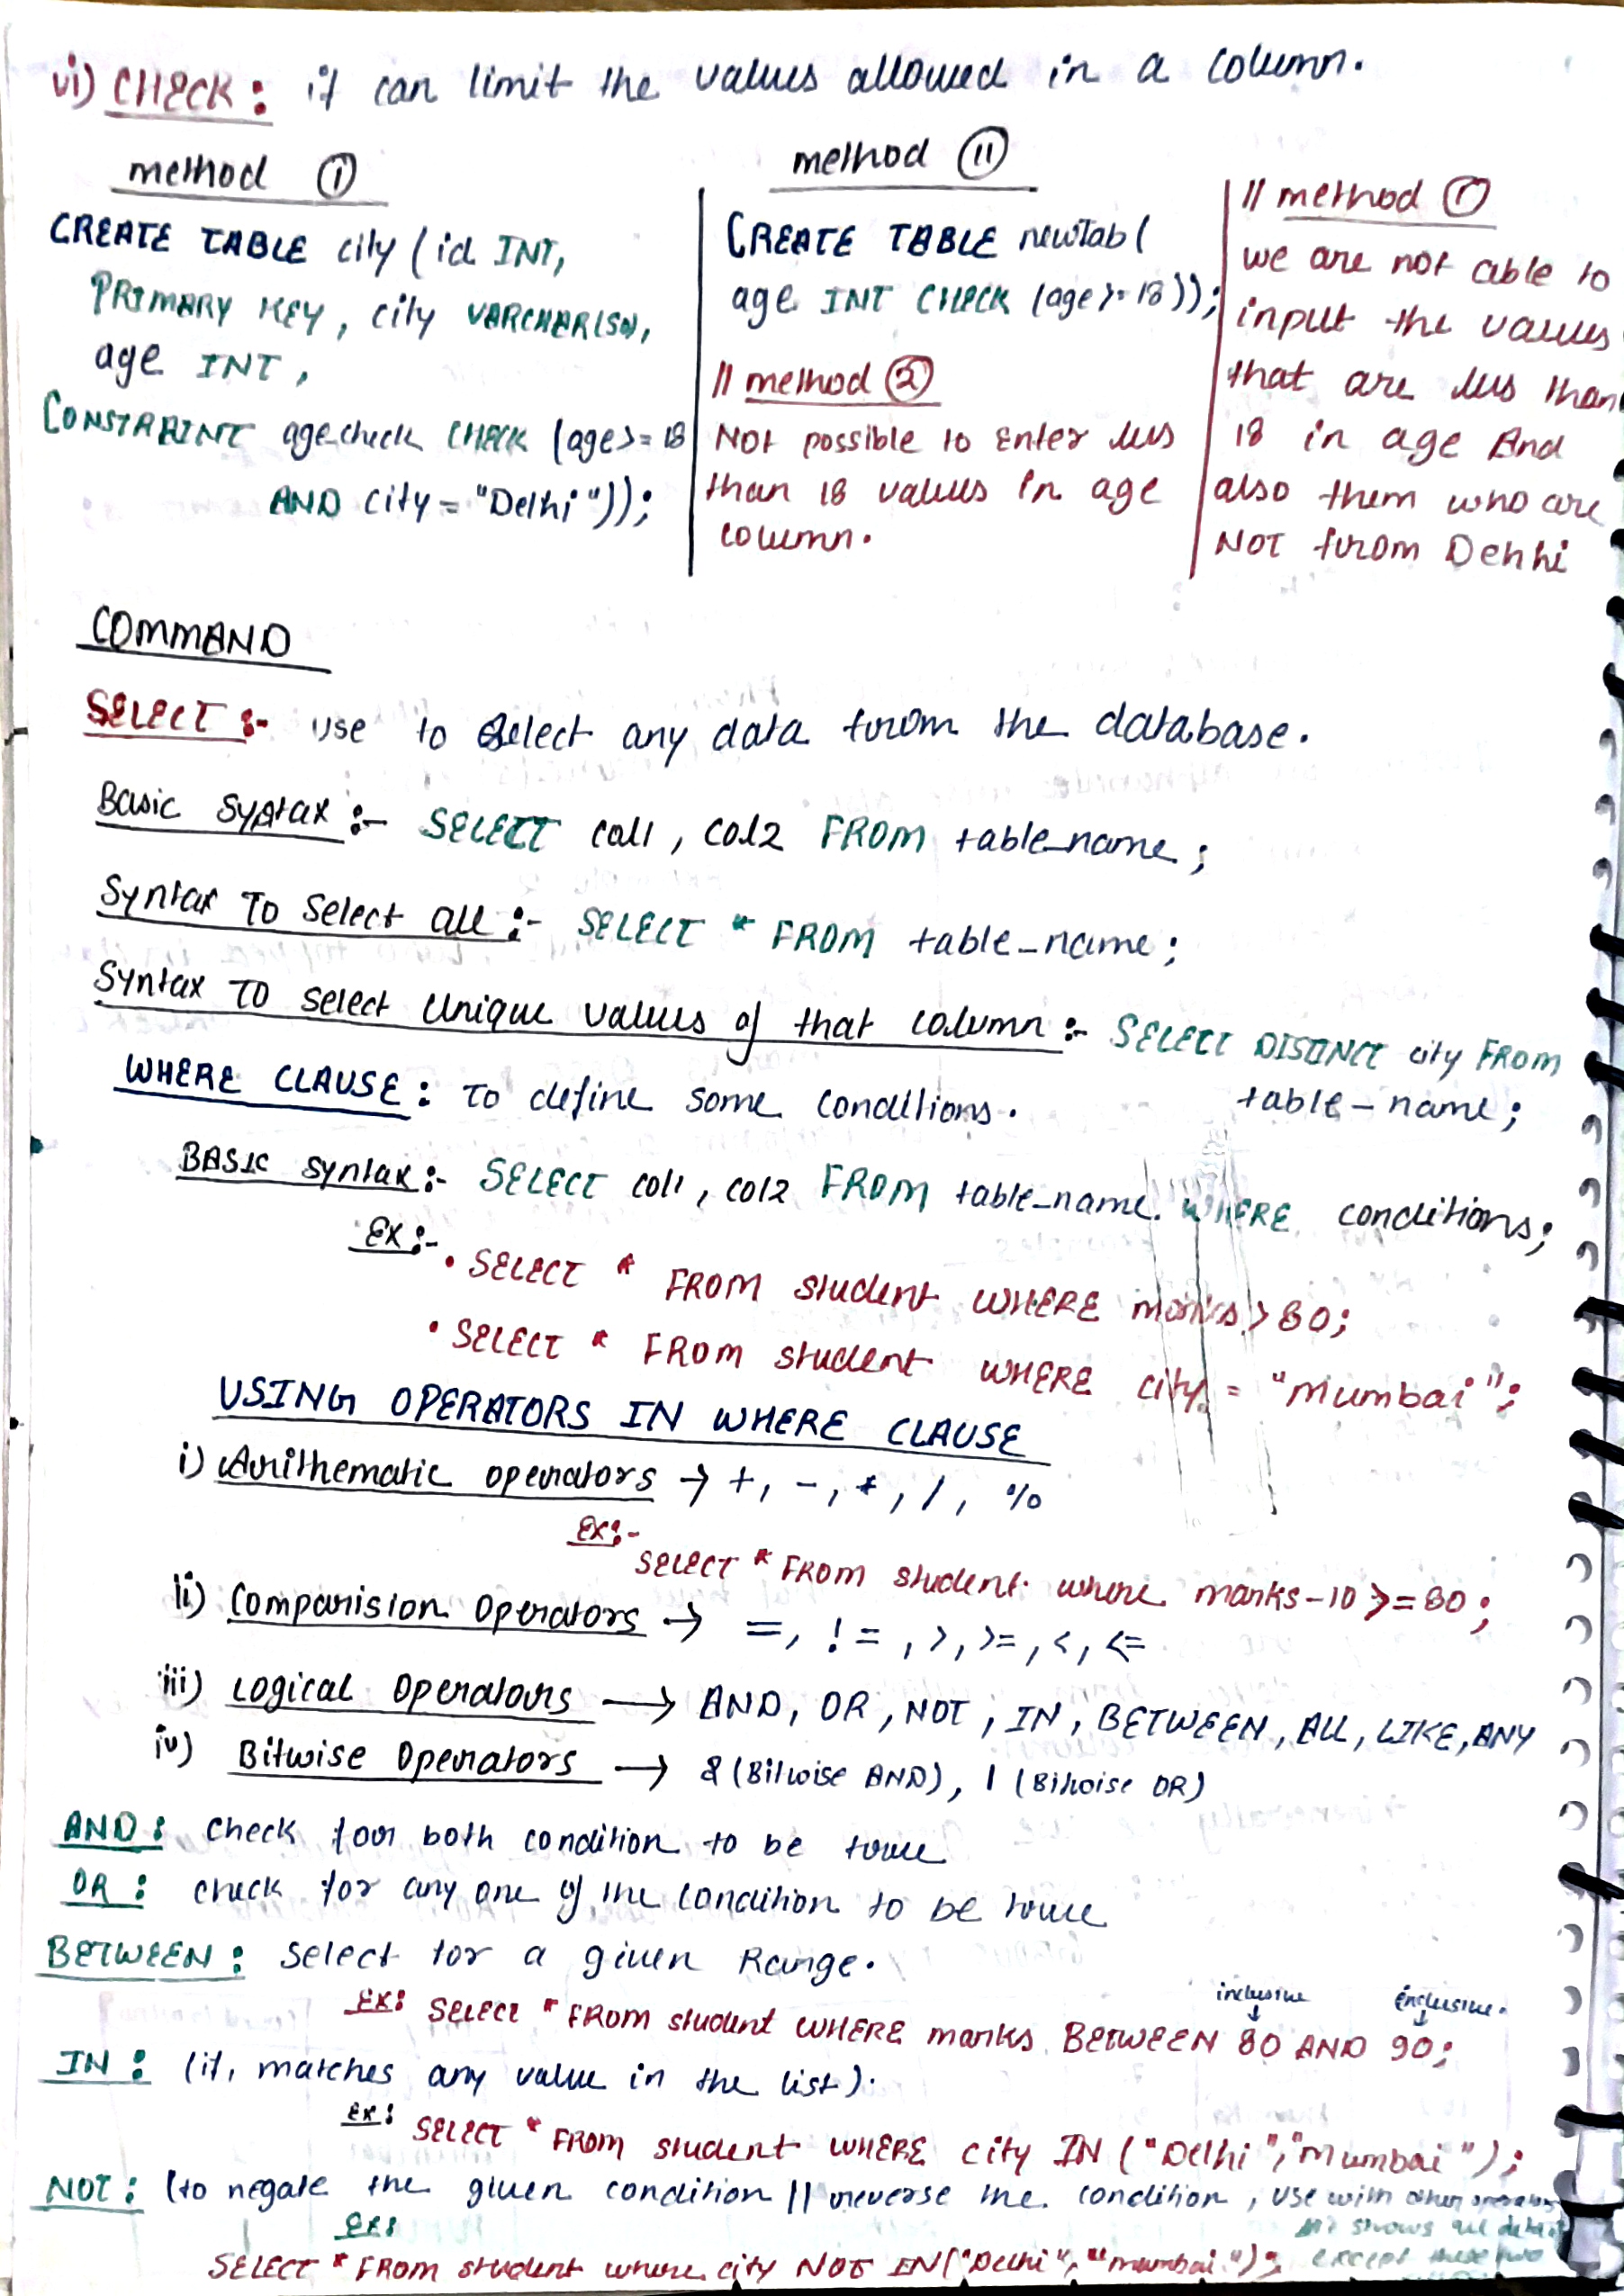 vi) CHECK : it can limit the values allowed in a column.
method ①
CREATE TABLE city ( id INT,
PRIMARY KEY, city VARCHAR(50),
age INT,
CONSTRAINT age_check CHECK (age >= 18
AND city = "Delhi"));
method ⑪
CREATE TABLE newTab (
age INT CHECK (age >= 18));
// method ②
Not possible to Enter less
than 18 values in age
column.
// method ①
we are not able to
input the values
that are less than
18 in age And
also them who are
NOT from Dehhi
COMMAND
SELECT :- use to select any data from the database.
Basic Syntax :- SELECT col1, col2 FROM table_name ;
Syntax To Select all :- SELECT * FROM table_name ;
Syntax TO select Unique values of that column :- SELECT DISTINCT city FROM
table-name ;
WHERE CLAUSE : To define some conditions.
BASIC Syntax :- SELECT col1, col2 FROM table_name WHERE conditions;
EX :-
• SELECT * FROM student WHERE marks > 80;
• SELECT * FROM student WHERE city = "Mumbai";
USING OPERATORS IN WHERE CLAUSE
i) Arithematic operators → +, -, *, /, %
EX:-
SELECT * FROM student where marks-10 >= 80;
ii) Comparision Operators → =, !=, >, >=, <, <=
iii) Logical Operators → AND, OR, NOT, IN, BETWEEN, ALL, LIKE, ANY
iv) Bitwise Operators → & (Bitwise AND), | (Bitwise OR)
AND : check for both condition to be true
OR : check for any one of the condition to be true
BETWEEN : Select for a given Range.
inclusive
EX: SELECT * FROM student WHERE marks BETWEEN 80 AND 90;
IN : (it, matches any value in the list).
EX: SELECT * FROM student WHERE city IN ("Delhi", "Mumbai");
NOT : (to negate the given condition // reverse the condition, use with other operators
shows all data
except these two
EX:
SELECT * FROM student where city NOT IN ("Delhi", "mumbai");